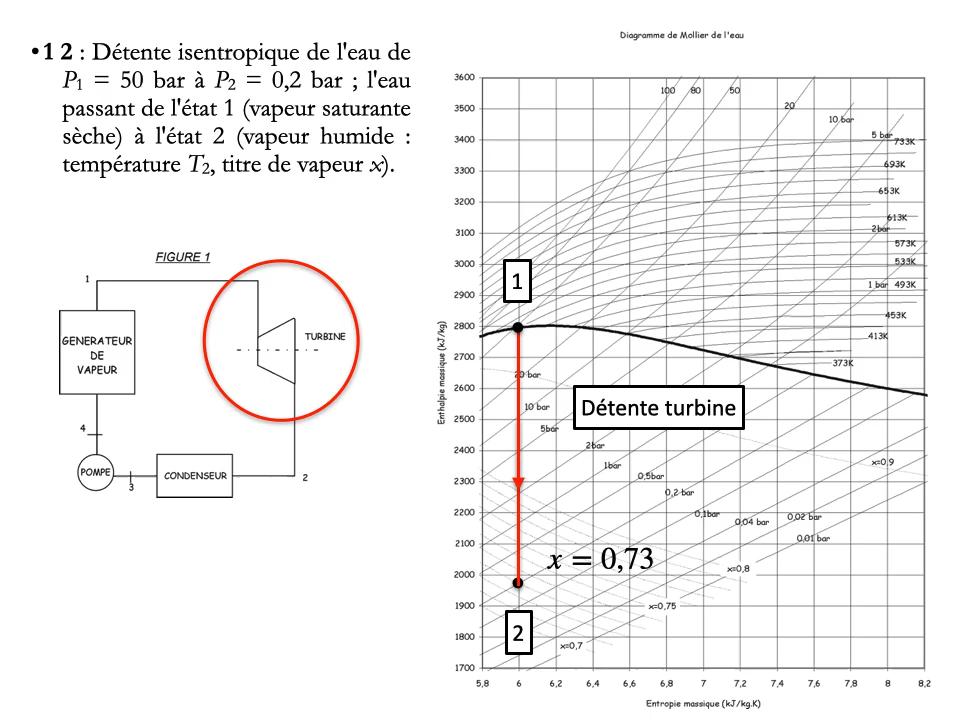 •1 2 : Détente isentropique de l'eau de
P1 = 50 bar à P2 = 0,2 bar ; l'eau
passant de l'état 1 (vapeur saturante
sèche) à l'état 2 (vapeur humide :
température T2, titre de vapeur x).
FIGURE 1
1
TURBINE
GENERATEUR
DE
VAPEUR
4
POMPE
3
CONDENSEUR
2
Diagramme de Mollier de l'eau
Enthalpie massique (kJ/kg)
3600
3500
3400
3300
3200
3100
3000
2900
2800
2700
2600
2500
2400
2300
2200
2100
2000
1900
1800
1700
100
80
50
20
10 bar
5 bar
733K
693K
653K
613K
2bar
573K
533K
1 bar
493K
453K
413K
373K
1
20 bar
10 bar
5bar
2bar
1bar
0,5bar
0,2 bar
0,1bar
0,04 bar
0,02 bar
0,01 bar
Détente turbine
x=0,9
x = 0,73
x=0,8
x=0,75
x=0,7
2
5,8 6 6,2 6,4 6,6 6,8 7 7,2 7,4 7,6 7,8 8 8,2
Entropie massique (kJ/kg.K)